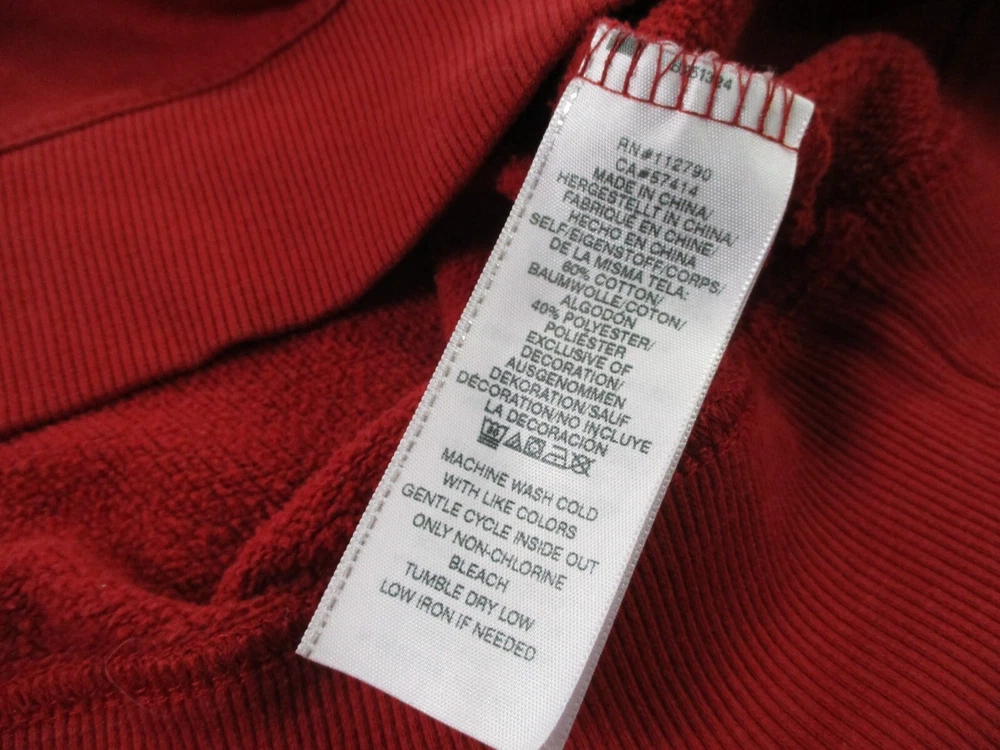 RN#112790
CA#57414
MADE IN CHINA/
HERGESTELLT IN CHINA/
FABRIQUÉ EN CHINE/
HECHO EN CHINA
SELF/EIGENSTOFF/CORPS/
DE LA MISMA TELA:
60% COTTON/
BAUMWOLLE/COTON/
ALGODÓN
40% POLYESTER/
POLIÉSTER
EXCLUSIVE OF
DECORATION/
AUSGENOMMEN
DEKORATION/SAUF
DÉCORATION/NO INCLUYE
LA DECORACIÓN
MACHINE WASH COLD
WITH LIKE COLORS
GENTLE CYCLE INSIDE OUT
ONLY NON-CHLORINE
BLEACH
TUMBLE DRY LOW
LOW IRON IF NEEDED